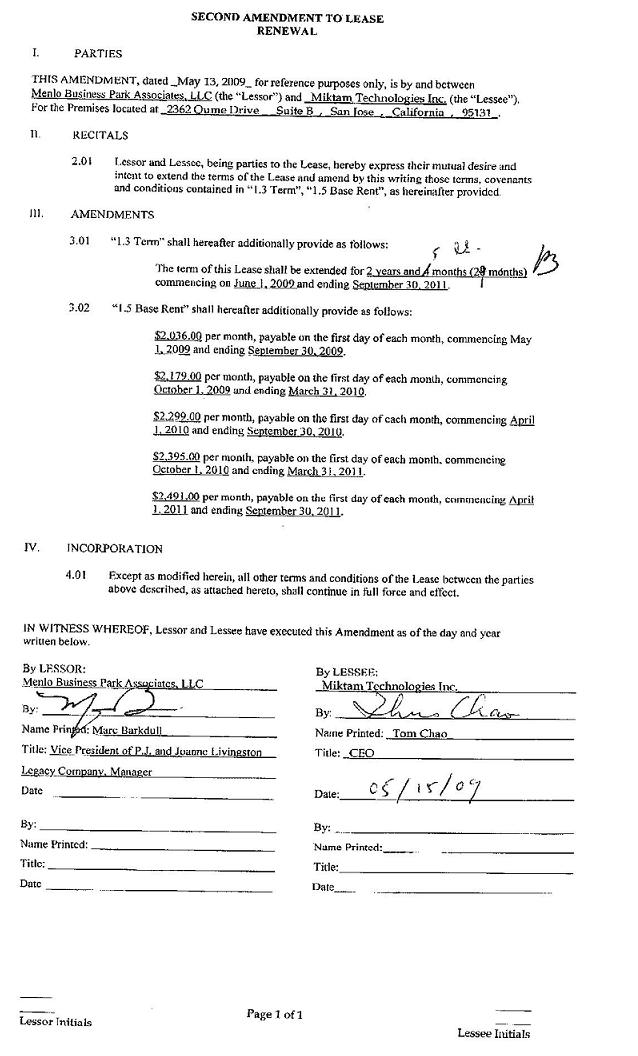 SECOND AMENDMENT TO LEASE
RENEWAL
I. PARTIES
THIS AMENDMENT, dated _May 13, 2009_ for reference purposes only, is by and between
Menlo Business Park Associates, LLC (the "Lessor") and _Miktam Technologies Inc. (the "Lessee").
For the Premises located at _2362 Qume Drive _ Suite B , San Jose , California , 95131_.
II. RECITALS
2.01 Lessor and Lessee, being parties to the Lease, hereby express their mutual desire and
intent to extend the terms of the Lease and amend by this writing those terms, covenants
and conditions contained in "1.3 Term", "1.5 Base Rent", as hereinafter provided.
III. AMENDMENTS
3.01 "1.3 Term" shall hereafter additionally provide as follows:
The term of this Lease shall be extended for 2 years and months (2 months)
commencing on June 1, 2009 and ending September 30, 2011.
3.02 "1.5 Base Rent" shall hereafter additionally provide as follows:
$2,036.00 per month, payable on the first day of each month, commencing May
1, 2009 and ending September 30, 2009.
$2,179.00 per month, payable on the first day of each month, commencing
October 1, 2009 and ending March 31, 2010.
$2,299.00 per month, payable on the first day of each month, commencing April
1, 2010 and ending September 30, 2010.
$2,395.00 per month, payable on the first day of each month, commencing
October 1, 2010 and ending March 31, 2011.
$2,491.00 per month, payable on the first day of each month, commencing April
1, 2011 and ending September 30, 2011.
IV. INCORPORATION
4.01 Except as modified herein, all other terms and conditions of the Lease between the parties
above described, as attached hereto, shall continue in full force and effect.
IN WITNESS WHEREOF, Lessor and Lessee have executed this Amendment as of the day and year
written below.
By LESSOR:
Menlo Business Park Associates, LLC
By:
Name Printed: Marc Barkdull
Title: Vice President of P.J. and Joanne Livingston
Legacy Company, Manager
Date
By:
Name Printed:
Title:
Date
By LESSEE:
Miktam Technologies Inc.
By: Chao
Name Printed: Tom Chao
Title: CEO
Date: 05/15/09
By:
Name Printed:
Title:
Date
Lessor Initials
Page 1 of 1
Lessee Initials